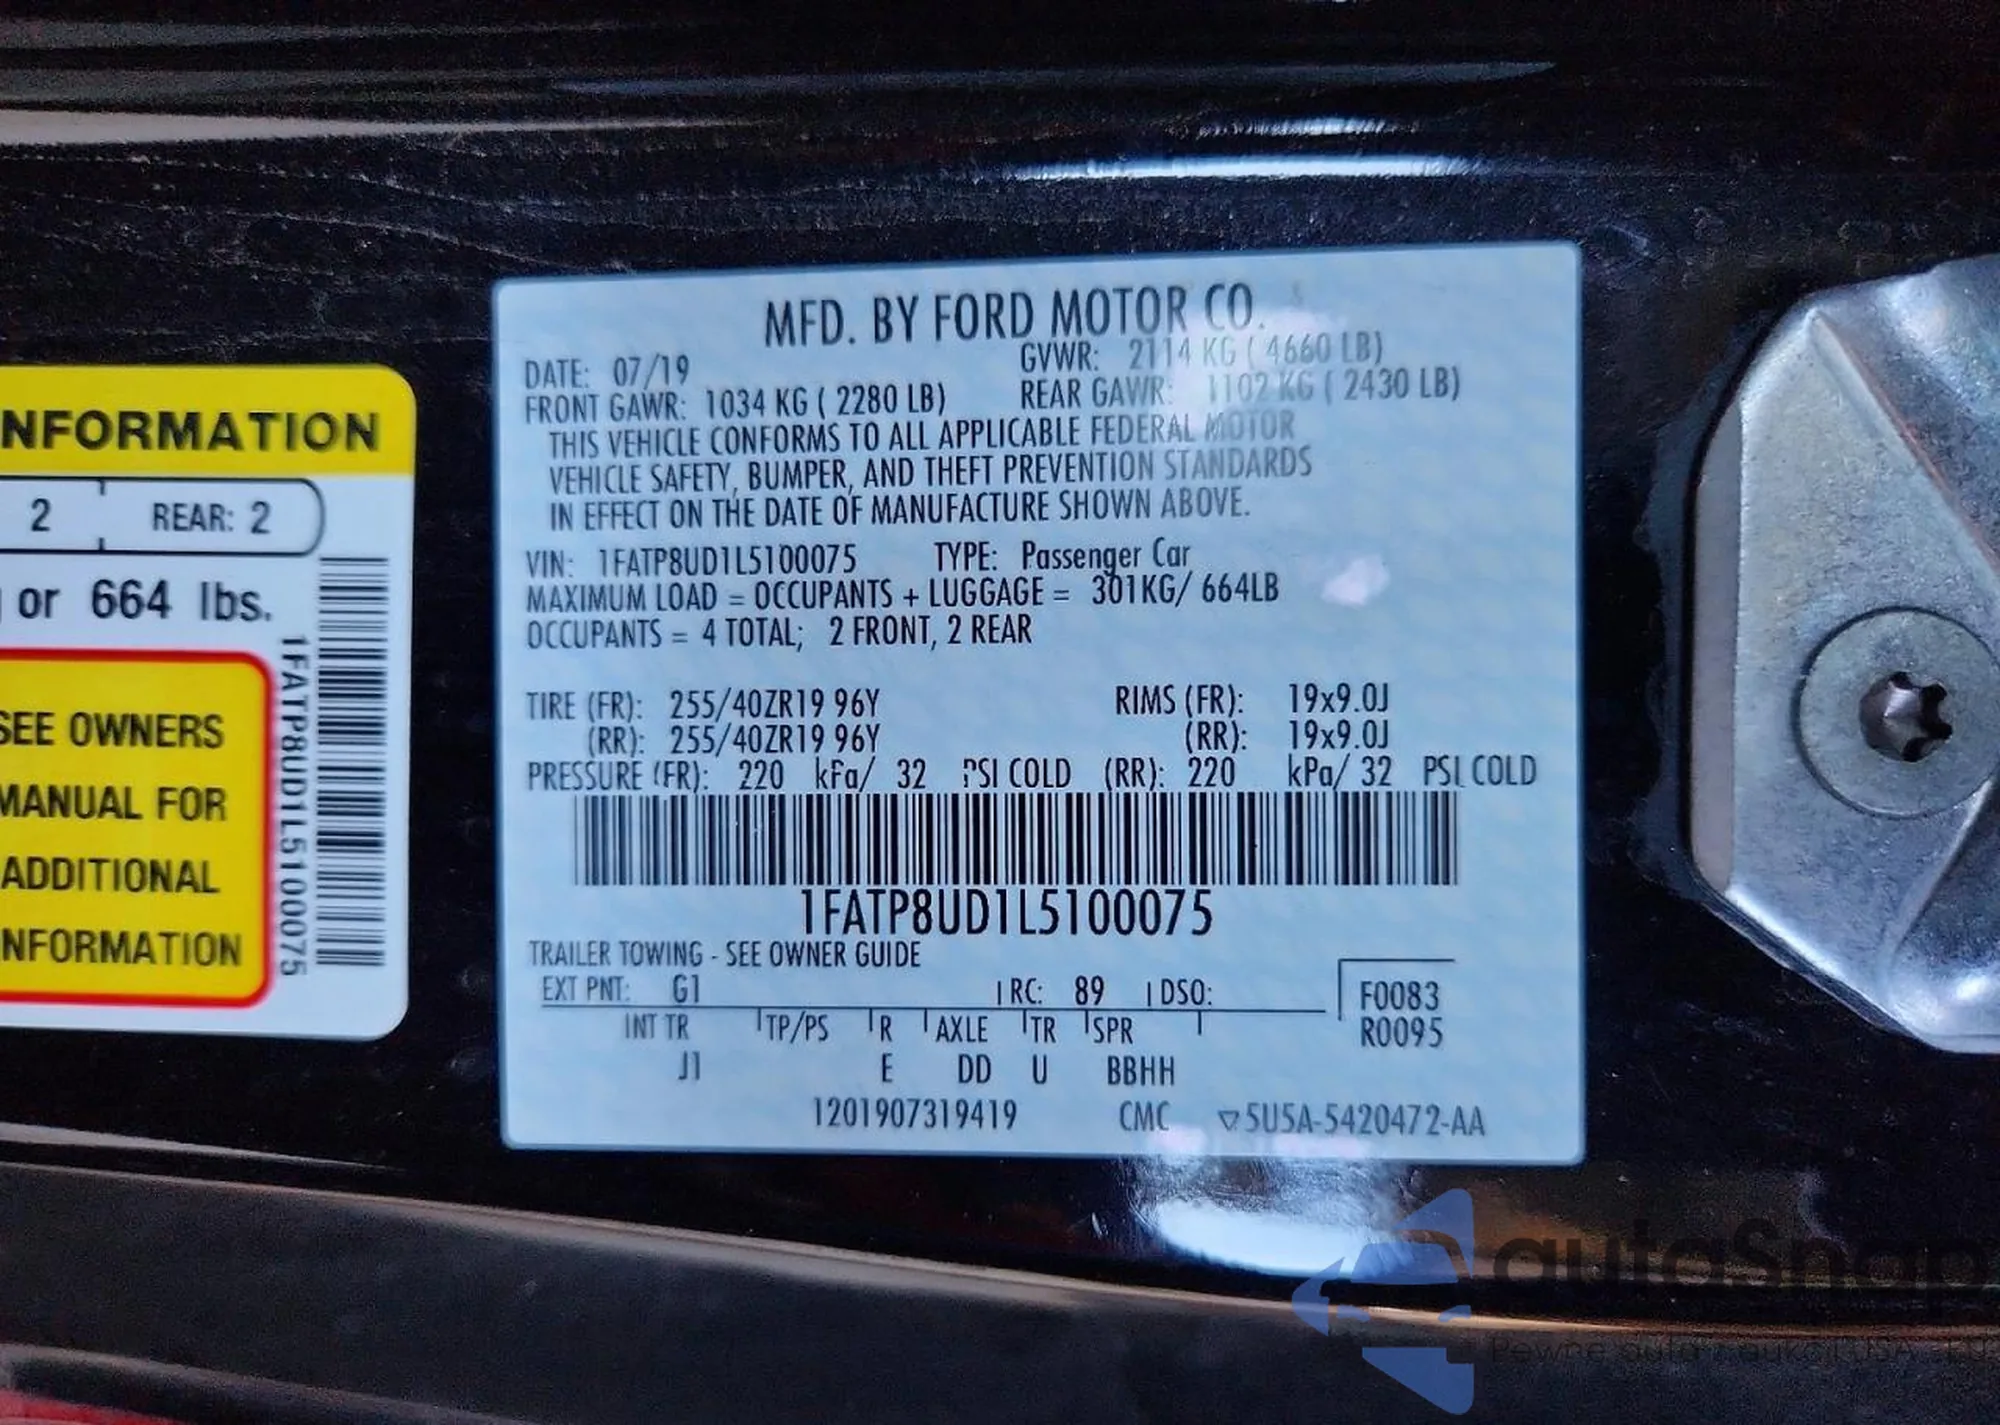 NFORMATION
2 REAR: 2
or 664 lbs.
SEE OWNERS
MANUAL FOR
ADDITIONAL
NFORMATION
1FATP8UD1L5100075
MFD. BY FORD MOTOR CO.
DATE: 07/19 GVWR: 2114 KG ( 4660 LB)
FRONT GAWR: 1034 KG ( 2280 LB) REAR GAWR: 1102 KG ( 2430 LB)
THIS VEHICLE CONFORMS TO ALL APPLICABLE FEDERAL MOTOR
VEHICLE SAFETY, BUMPER, AND THEFT PREVENTION STANDARDS
IN EFFECT ON THE DATE OF MANUFACTURE SHOWN ABOVE.
VIN: 1FATP8UD1L5100075 TYPE: Passenger Car
MAXIMUM LOAD = OCCUPANTS + LUGGAGE = 301KG/ 664LB
OCCUPANTS = 4 TOTAL; 2 FRONT, 2 REAR
TIRE (FR): 255/40ZR19 96Y RIMS (FR): 19x9.0J
(RR): 255/40ZR19 96Y (RR): 19x9.0J
PRESSURE (FR): 220 kPa/ 32 PSI COLD (RR): 220 kPa/ 32 PSI COLD
1FATP8UD1L5100075
TRAILER TOWING - SEE OWNER GUIDE
EXT PNT: G1 RC: 89 DSO: F0083
INT TR TP/PS R AXLE TR SPR R0095
J1 E DD U BBHH
1201907319419 CMC ▽5U5A-5420472-AA
autaSnap
Pewne auta z aukcji USA